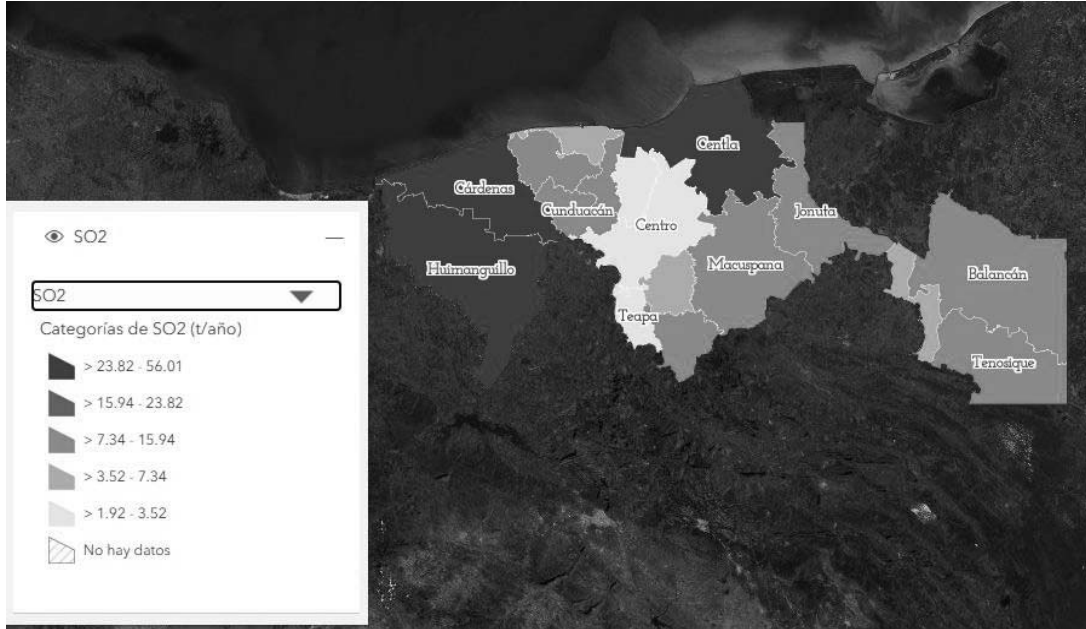 SO2
SO2
Categorías de SO2 (t/año)
> 23.82 - 56.01
> 15.94 - 23.82
> 7.34 - 15.94
> 3.52 - 7.34
> 1.92 - 3.52
No hay datos
Centla
Cárdenas
Cunduacán
Jonuta
Centro
Huimanguillo
Macuspana
Balancán
Teapa
Tenosique